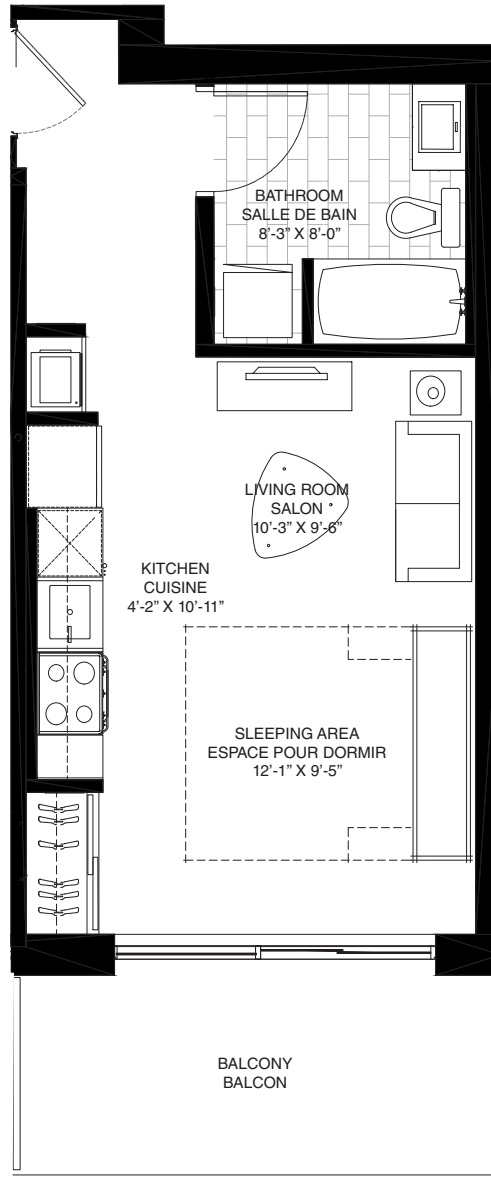 BATHROOM
SALLE DE BAIN
8'-3" X 8'-0"
LIVING ROOM
SALON
10'-3" X 9'-6"
KITCHEN
CUISINE
4'-2" X 10'-11"
SLEEPING AREA
ESPACE POUR DORMIR
12'-1" X 9'-5"
BALCONY
BALCON